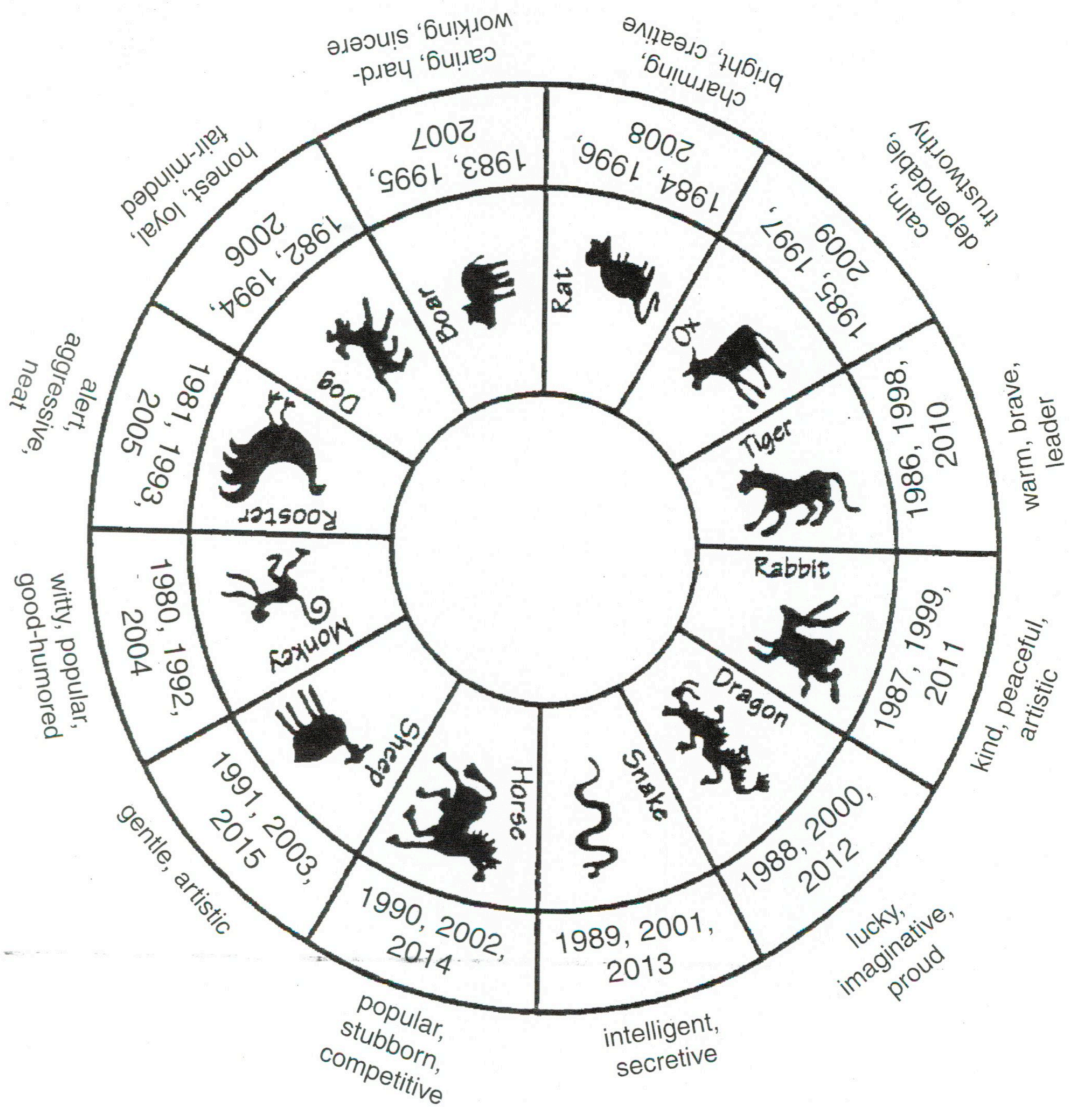 charming,
bright, creative
1984, 1996,
2008
Rat
calm,
dependable,
trustworthy
1985, 1997,
2009
Ox
warm, brave,
leader
1986, 1998,
2010
Tiger
kind, peaceful,
artistic
1987, 1999,
2011
Rabbit
lucky,
imaginative,
proud
1988, 2000,
2012
Dragon
intelligent,
secretive
1989, 2001,
2013
Snake
popular,
stubborn,
competitive
1990, 2002,
2014
Horse
gentle, artistic
1991, 2003,
2015
Sheep
witty, popular,
good-humored
1980, 1992,
2004
Monkey
alert,
aggressive,
neat
1981, 1993,
2005
Rooster
honest, loyal,
fair-minded
1982, 1994,
2006
Dog
caring, hard-
working, sincere
1983, 1995,
2007
Boar